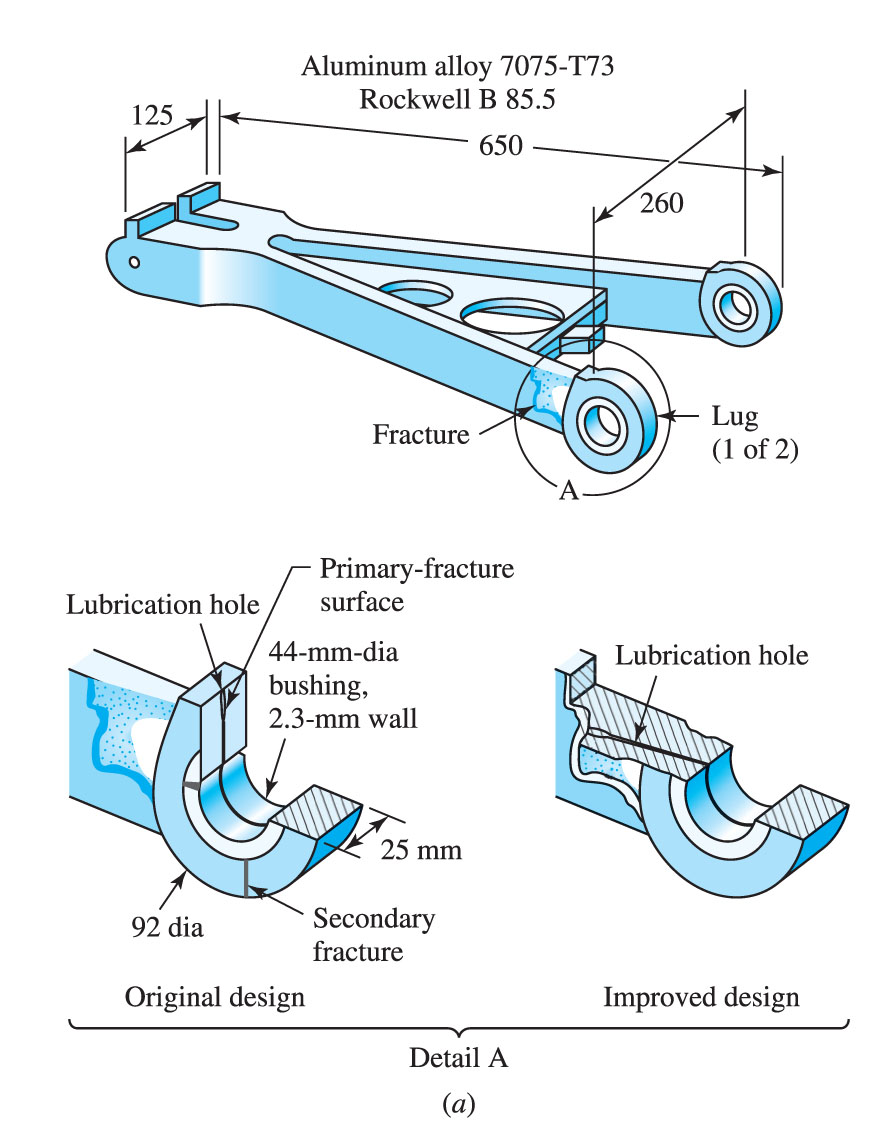 Aluminum alloy 7075-T73
Rockwell B 85.5
125
650
260
Fracture
Lug
(1 of 2)
A
Primary-fracture
surface
Lubrication hole
44-mm-dia
bushing,
2.3-mm wall
25 mm
92 dia
Secondary
fracture
Original design
Lubrication hole
Improved design
Detail A
(a)